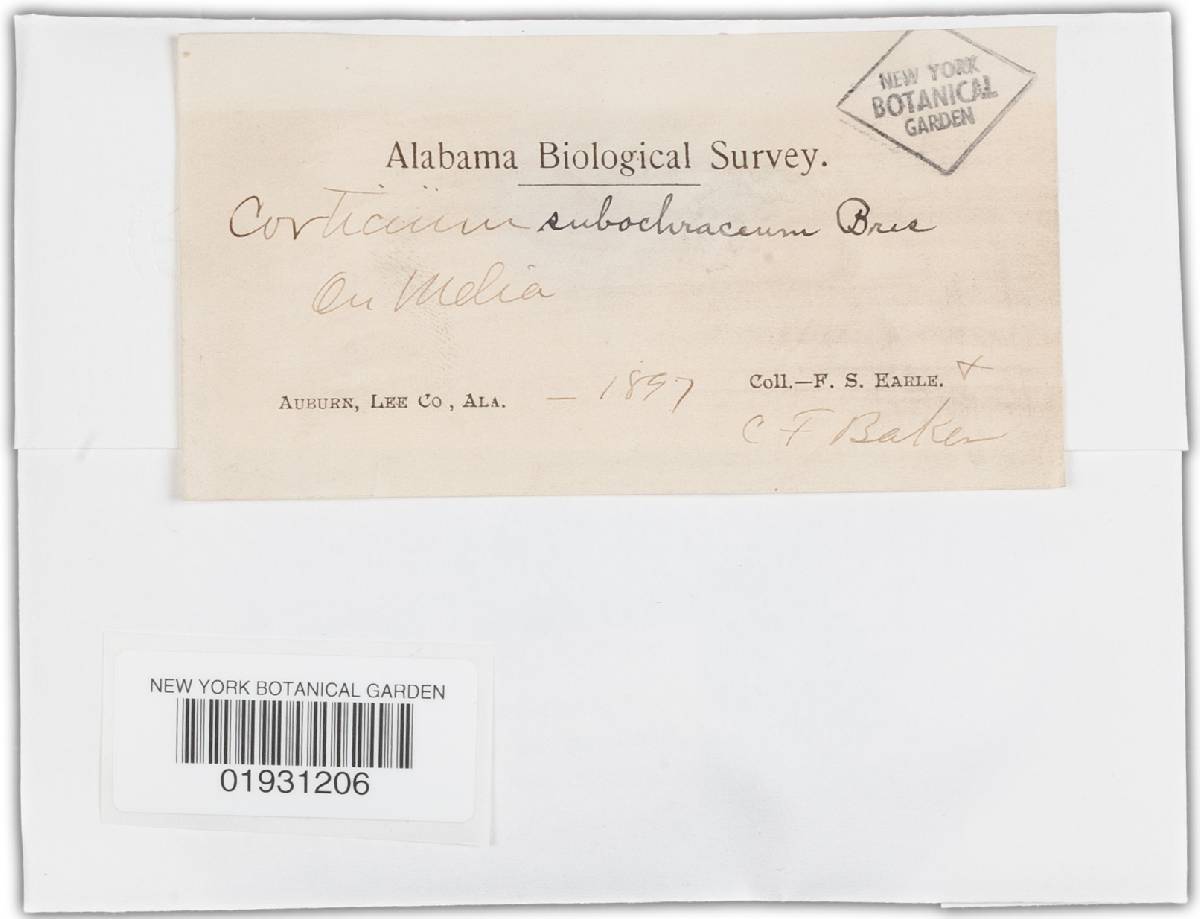 NEW YORK
BOTANICAL
GARDEN
Alabama Biological Survey.
Corticium subochraceum Bres
On Melia
AUBURN, LEE CO., ALA. — 1897
Coll.—F. S. EARLE. &
C F Baker
NEW YORK BOTANICAL GARDEN
01931206